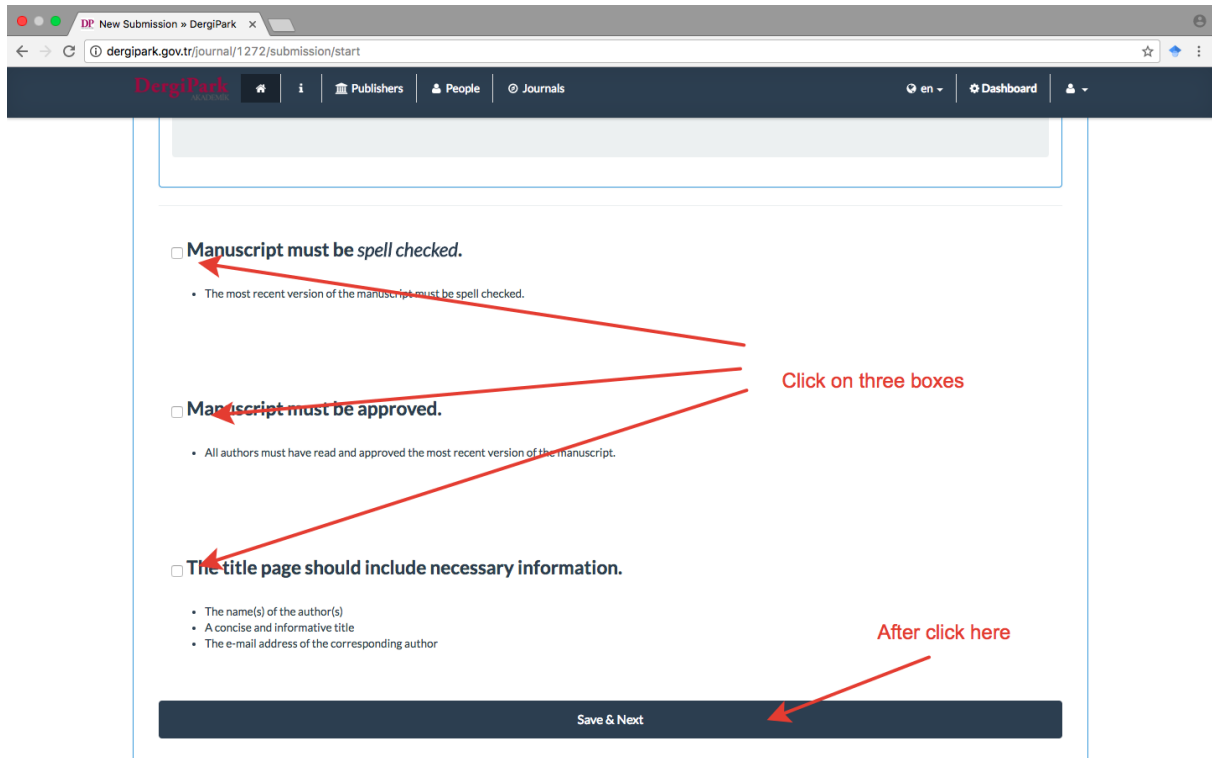 DP New Submission » DergiPark
dergipark.gov.tr/journal/1272/submission/start
DergiPark
AKADEMİK
i
Publishers
People
Journals
en
Dashboard
Manuscript must be spell checked.
The most recent version of the manuscript must be spell checked.
Click on three boxes
Manuscript must be approved.
All authors must have read and approved the most recent version of the manuscript.
The title page should include necessary information.
The name(s) of the author(s)
A concise and informative title
The e-mail address of the corresponding author
After click here
Save & Next